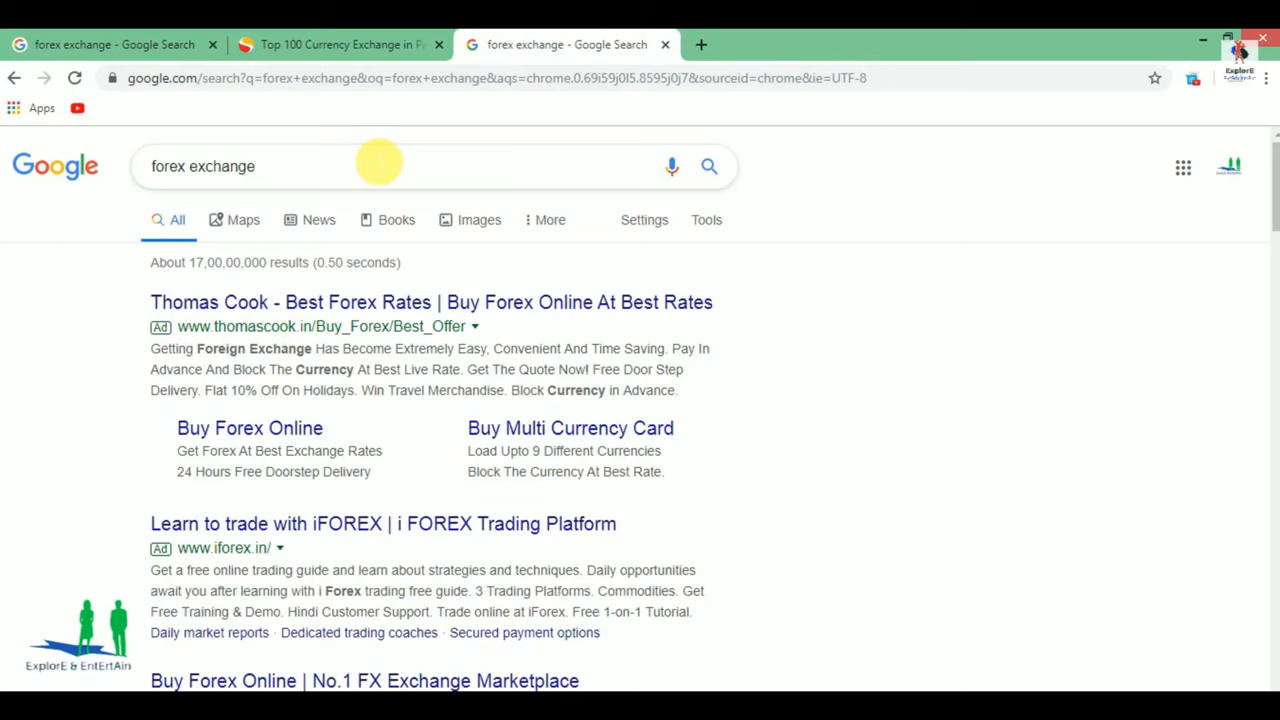 forex exchange - Google Search
Top 100 Currency Exchange in P
forex exchange - Google Search
google.com/search?q=forex+exchange&oq=forex+exchange&aqs=chrome.0.69i59j0l5.8595j0j7&sourceid=chrome&ie=UTF-8
Apps
Google
forex exchange
All Maps News Books Images More Settings Tools
About 17,00,00,000 results (0.50 seconds)
Thomas Cook - Best Forex Rates | Buy Forex Online At Best Rates
Ad www.thomascook.in/Buy_Forex/Best_Offer
Getting Foreign Exchange Has Become Extremely Easy, Convenient And Time Saving. Pay In
Advance And Block The Currency At Best Live Rate. Get The Quote Now! Free Door Step
Delivery. Flat 10% Off On Holidays. Win Travel Merchandise. Block Currency in Advance.
Buy Forex Online
Get Forex At Best Exchange Rates
24 Hours Free Doorstep Delivery
Buy Multi Currency Card
Load Upto 9 Different Currencies
Block The Currency At Best Rate.
Learn to trade with iFOREX | i FOREX Trading Platform
Ad www.iforex.in/
Get a free online trading guide and learn about strategies and techniques. Daily opportunities
await you after learning with i Forex trading free guide. 3 Trading Platforms. Commodities. Get
Free Training & Demo. Hindi Customer Support. Trade online at iForex. Free 1-on-1 Tutorial.
Daily market reports · Dedicated trading coaches · Secured payment options
Buy Forex Online | No.1 FX Exchange Marketplace
ExplorE & EntErtAin
ExplorE